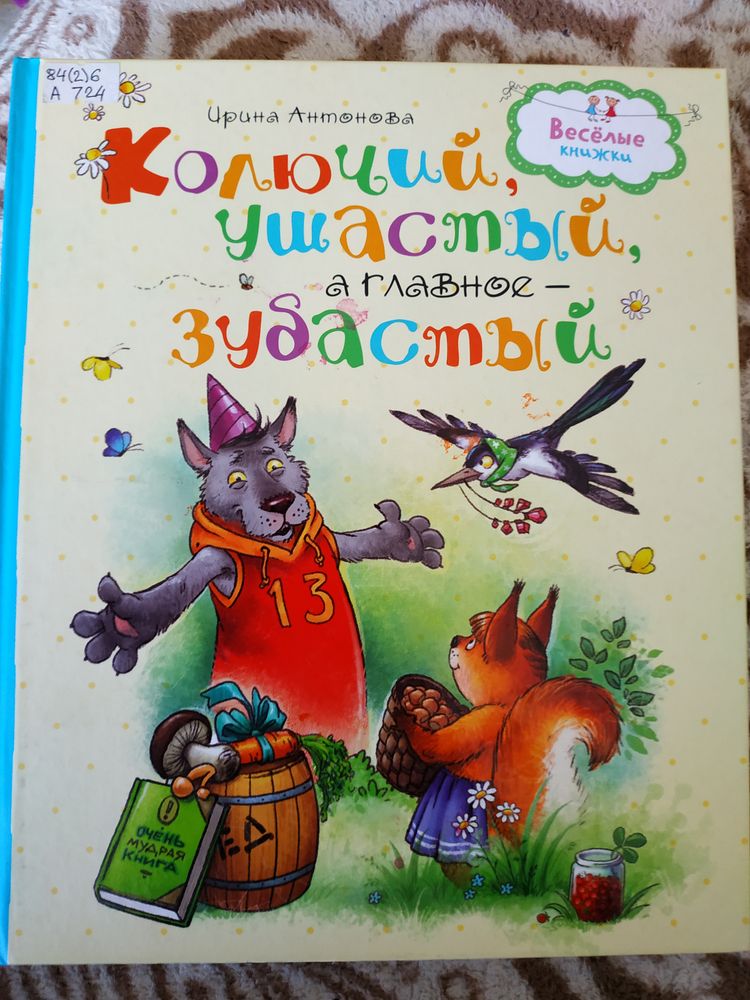 84(2)6
А 724
Ирина Антонова
Весёлые
книжки
Колючий,
ушастый,
а главное –
зубастый
13
!
ОЧЕНЬ
МУДРАЯ
КНИГА
ЕД